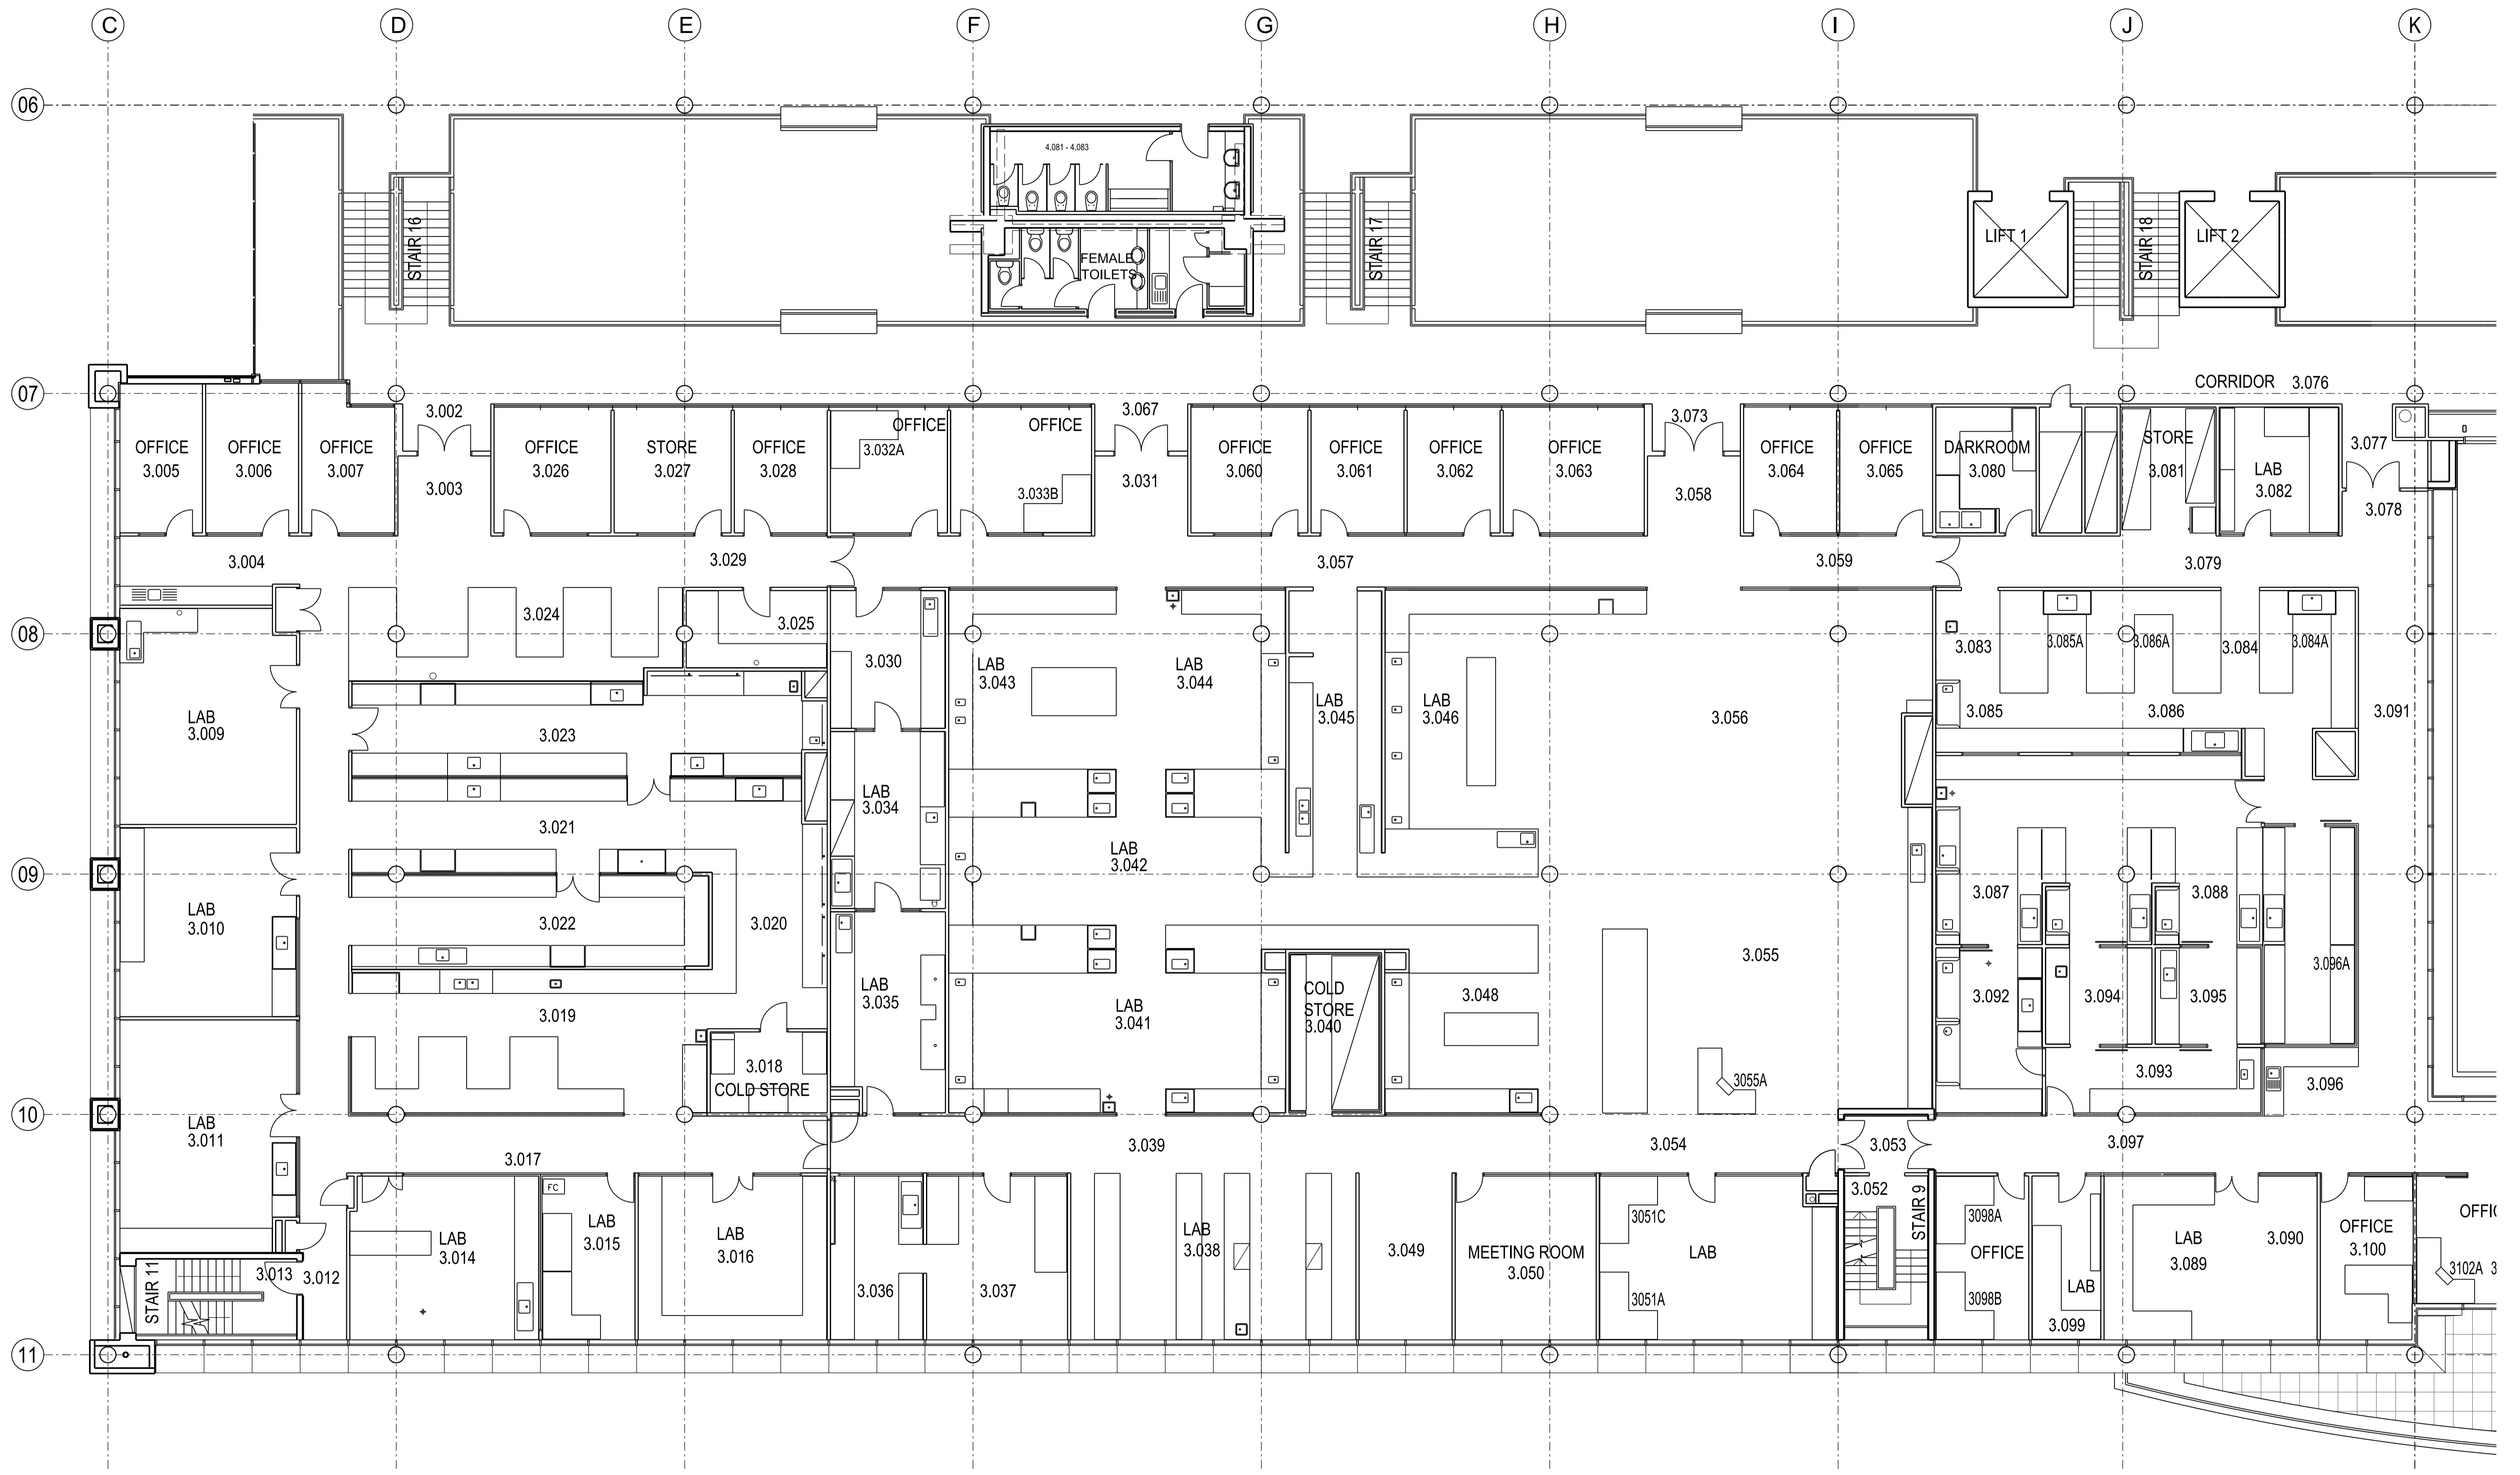 C
D
E
F
G
H
I
J
K
06
4,081 - 4,083
STAIR 16
FEMALE
TOILETS
STAIR 17
LIFT 1
STAIR 18
LIFT 2
07
CORRIDOR 3.076
3.002
3.067
3.073
3.077
OFFICE
3.005
OFFICE
3.006
OFFICE
3.007
3.003
OFFICE
3.026
STORE
3.027
OFFICE
3.028
OFFICE
3.032A
OFFICE
3.033B
3.031
OFFICE
3.060
OFFICE
3.061
OFFICE
3.062
OFFICE
3.063
3.058
OFFICE
3.064
OFFICE
3.065
DARKROOM
3.080
STORE
3.081
LAB
3.082
3.078
3.004
3.029
3.057
3.059
3.079
08
3.024
3.025
3.030
LAB
3.043
LAB
3.044
LAB
3.045
LAB
3.046
3.056
3.083
3.085A
3.086A
3.084
3.084A
3.085
3.086
3.091
LAB
3.009
3.023
LAB
3.034
3.021
LAB
3.042
09
LAB
3.010
3.022
3.020
3.087
3.088
3.055
3.096A
LAB
3.035
LAB
3.041
COLD
STORE
3.040
3.048
3.092
3.094
3.095
3.019
3.018
COLD STORE
3055A
3.093
3.096
10
LAB
3.011
3.017
3.039
3.054
3.053
3.097
3.052
STAIR 9
FC
LAB
3.014
LAB
3.015
LAB
3.016
3.036
3.037
LAB
3.038
3.049
MEETING ROOM
3.050
3051C
LAB
3051A
3098A
OFFICE
3098B
LAB
3.099
LAB
3.089
3.090
OFFICE
3.100
OFFIC
3102A 3
STAIR 11
3.013
3.012
11